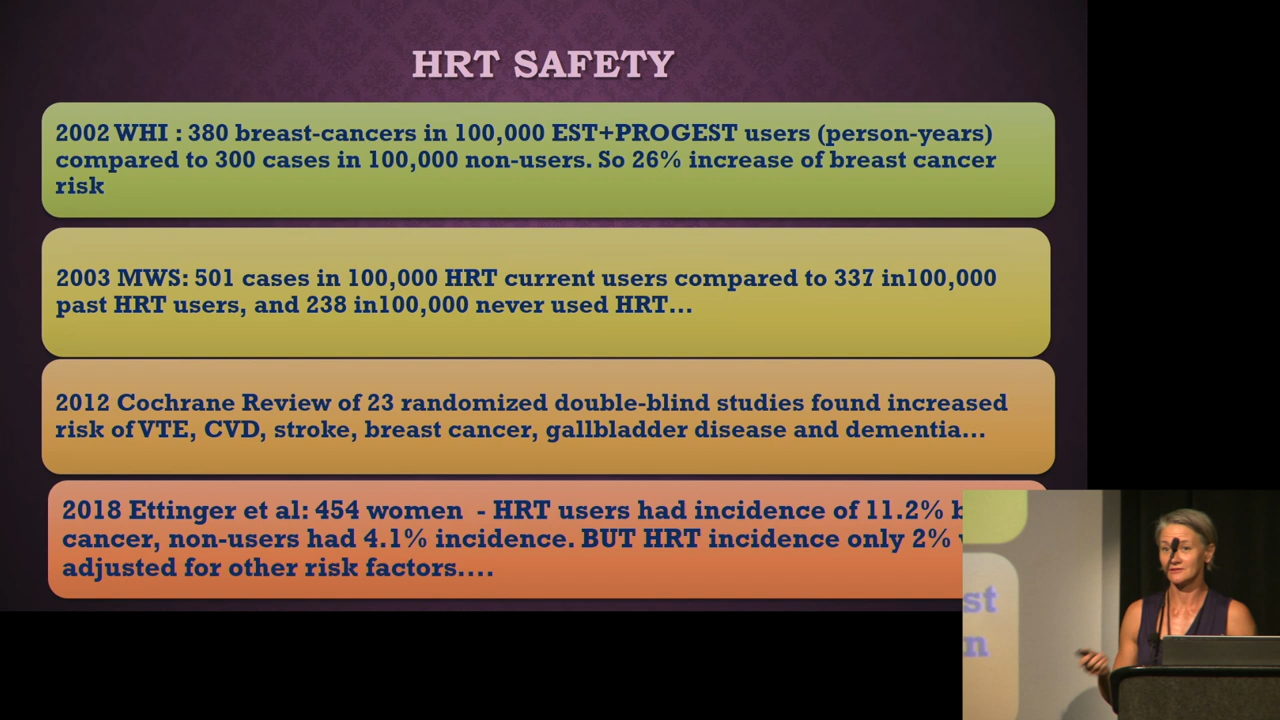 HRT SAFETY
2002 WHI : 380 breast-cancers in 100,000 EST+PROGEST users (person-years)
compared to 300 cases in 100,000 non-users. So 26% increase of breast cancer
risk
2003 MWS: 501 cases in 100,000 HRT current users compared to 337 in100,000
past HRT users, and 238 in100,000 never used HRT...
2012 Cochrane Review of 23 randomized double-blind studies found increased
risk of VTE, CVD, stroke, breast cancer, gallbladder disease and dementia...
2018 Ettinger et al: 454 women - HRT users had incidence of 11.2%
cancer, non-users had 4.1% incidence. BUT HRT incidence only 2%
adjusted for other risk factors....
st
n